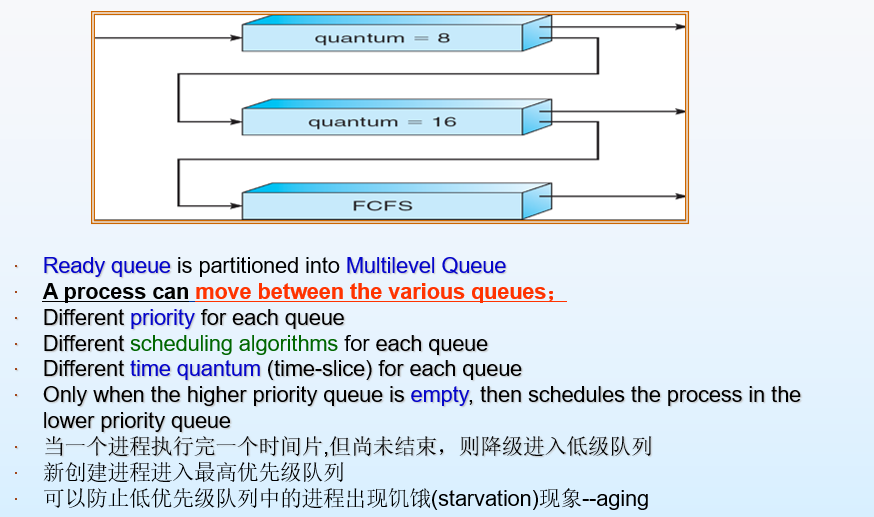 quantum = 8
quantum = 16
FCFS
· Ready queue is partitioned into Multilevel Queue
· A process can move between the various queues；
· Different priority for each queue
· Different scheduling algorithms for each queue
· Different time quantum (time-slice) for each queue
· Only when the higher priority queue is empty, then schedules the process in the
lower priority queue
· 当一个进程执行完一个时间片,但尚未结束，则降级进入低级队列
· 新创建进程进入最高优先级队列
· 可以防止低优先级队列中的进程出现饥饿(starvation)现象--aging